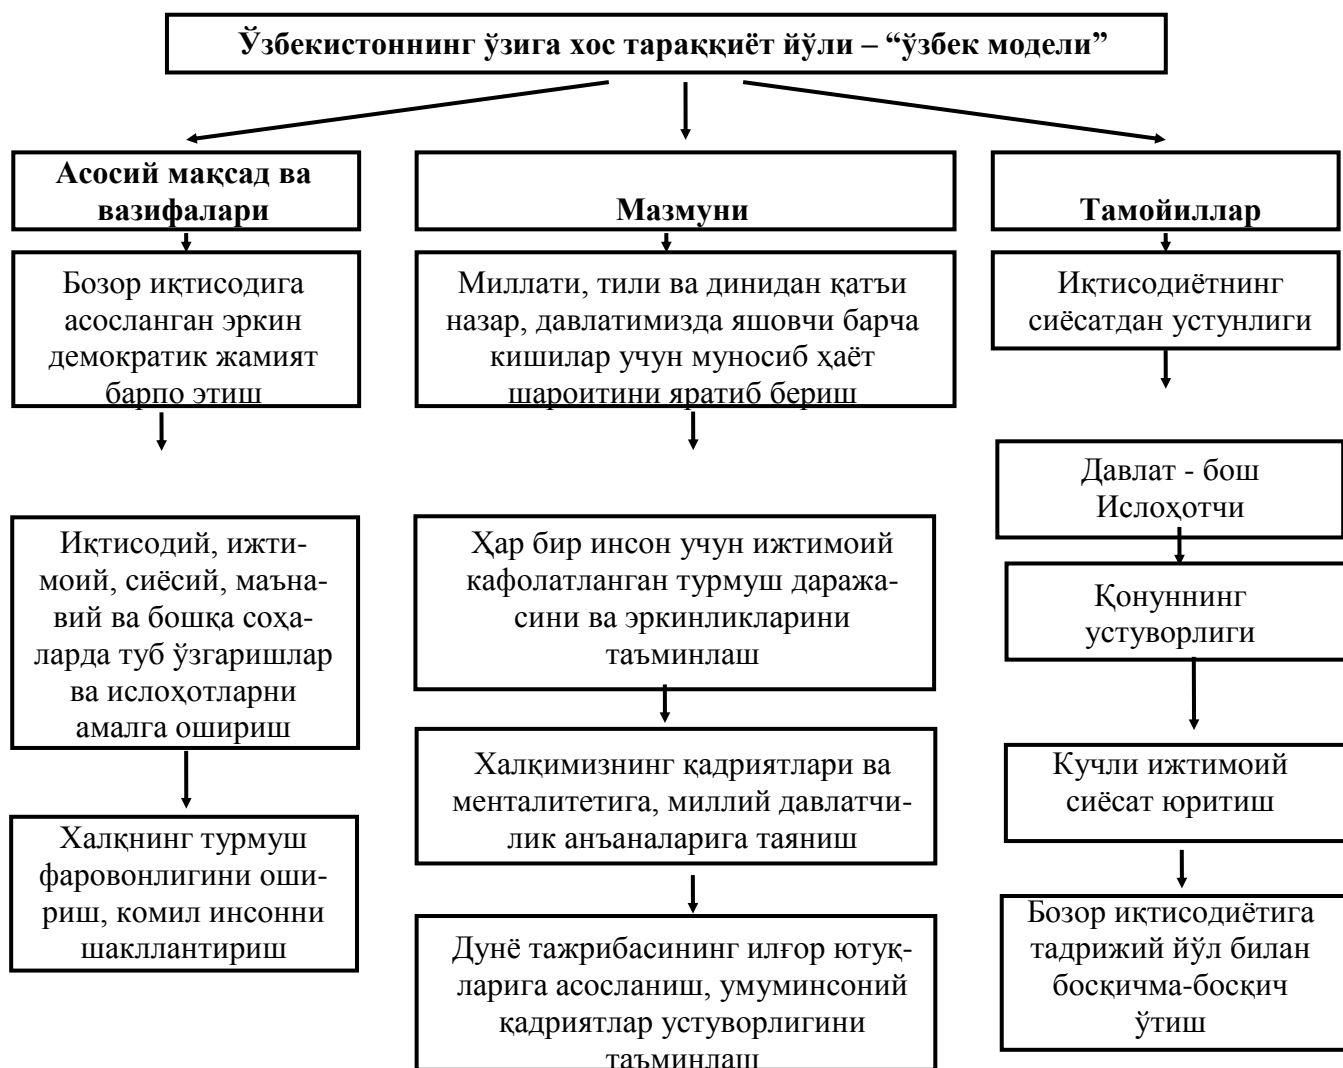 Ўзбекистоннинг ўзига хос тараққиёт йўли – “ўзбек модели”
Асосий мақсад ва
вазифалари
Бозор иқтисодига
асосланган эркин
демократик жамият
барпо этиш
Иқтисодий, ижти-
моий, сиёсий, маъна-
вий ва бошқа соҳа-
ларда туб ўзгаришлар
ва ислоҳотларни
амалга ошириш
Халқнинг турмуш
фаровонлигини оши-
риш, комил инсонни
шакллантириш
Мазмуни
Миллати, тили ва динидан қатъи
назар, давлатимизда яшовчи барча
кишилар учун муносиб ҳаёт
шароитини яратиб бериш
Ҳар бир инсон учун ижтимоий
кафолатланган турмуш даража-
сини ва эркинликларини
таъминлаш
Халқимизнинг қадриятлари ва
менталитетига, миллий давлатчи-
лик анъаналарига таяниш
Дунё тажрибасининг илғор ютуқ-
ларига асосланиш, умуминсоний
қадриятлар устуворлигини
таъминлаш
Тамойиллар
Иқтисодиётнинг
сиёсатдан устунлиги
Давлат - бош
Ислоҳотчи
Қонуннинг
устуворлиги
Кучли ижтимоий
сиёсат юритиш
Бозор иқтисодиётига
тадрижий йўл билан
босқичма-босқич
ўтиш